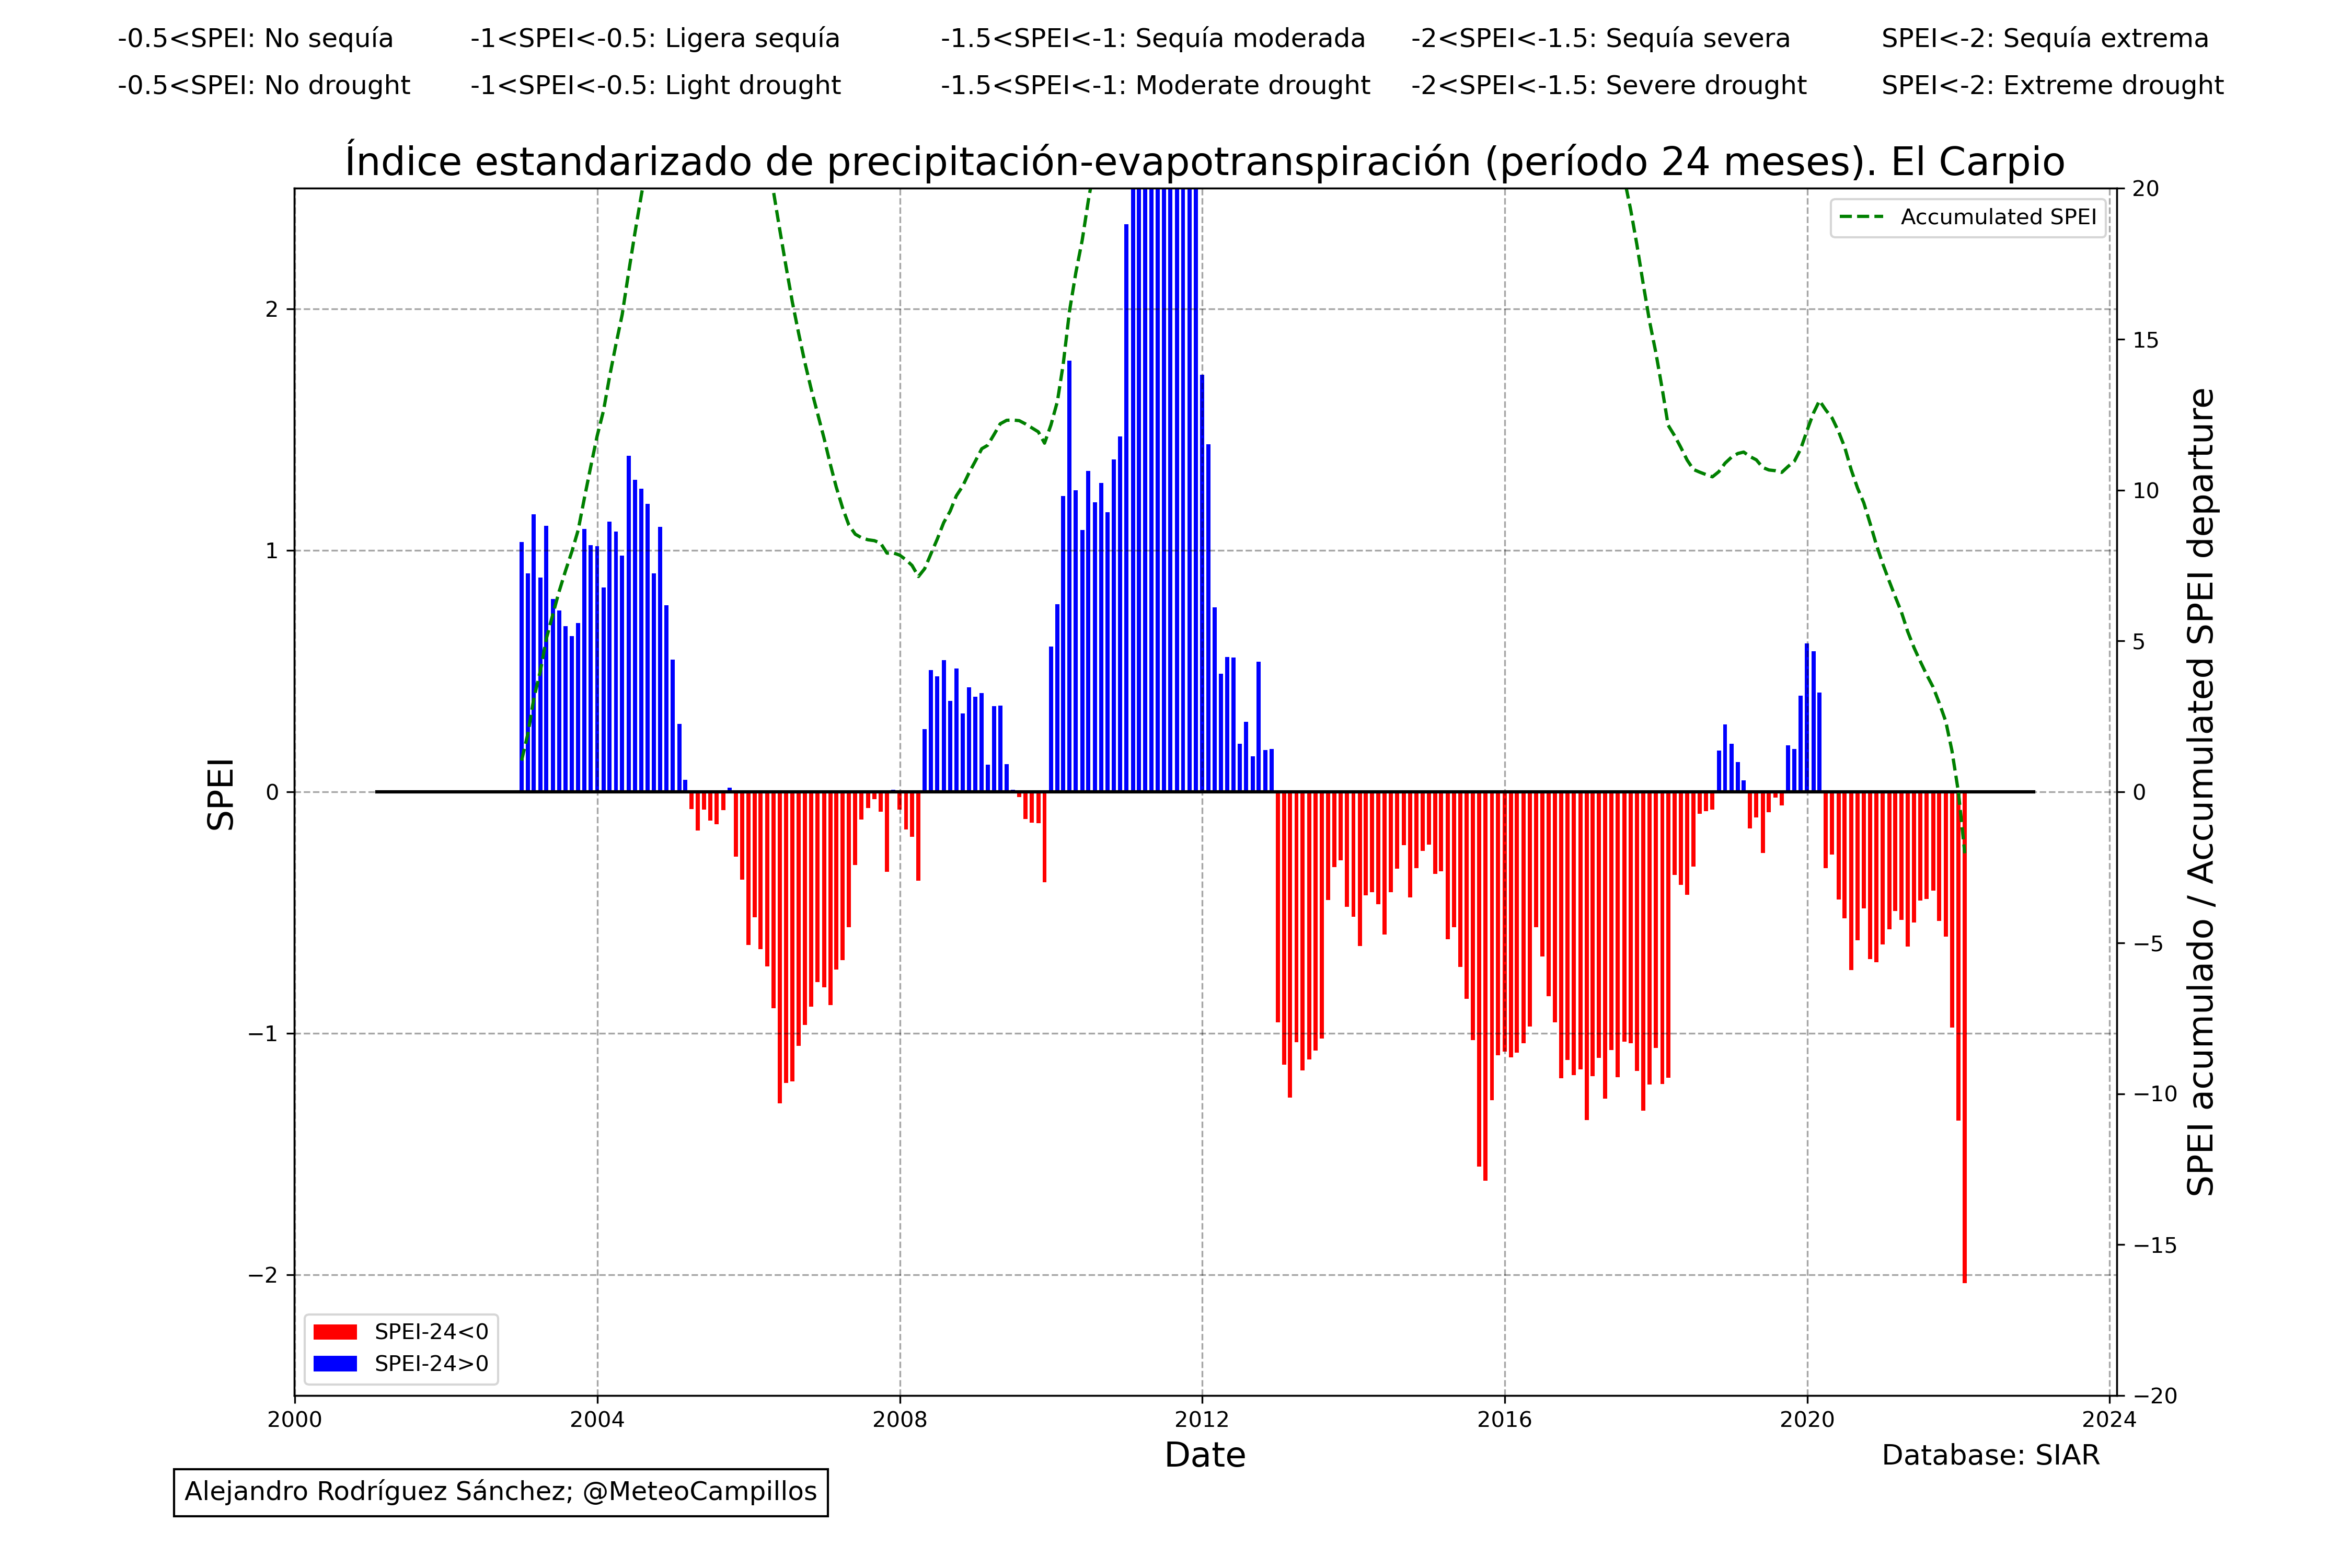 -0.5<SPEI: No sequía -1<SPEI<-0.5: Ligera sequía -1.5<SPEI<-1: Sequía moderada -2<SPEI<-1.5: Sequía severa SPEI<-2: Sequía extrema
-0.5<SPEI: No drought -1<SPEI<-0.5: Light drought -1.5<SPEI<-1: Moderate drought -2<SPEI<-1.5: Severe drought SPEI<-2: Extreme drought
Índice estandarizado de precipitación-evapotranspiración (período 24 meses). El Carpio
SPEI
2
1
0
−1
−2
Accumulated SPEI
20
15
10
5
0
−5
−10
−15
−20
SPEI acumulado / Accumulated SPEI departure
SPEI-24<0
SPEI-24>0
2000 2004 2008 2012 2016 2020 2024
Date
Database: SIAR
Alejandro Rodríguez Sánchez; @MeteoCampillos